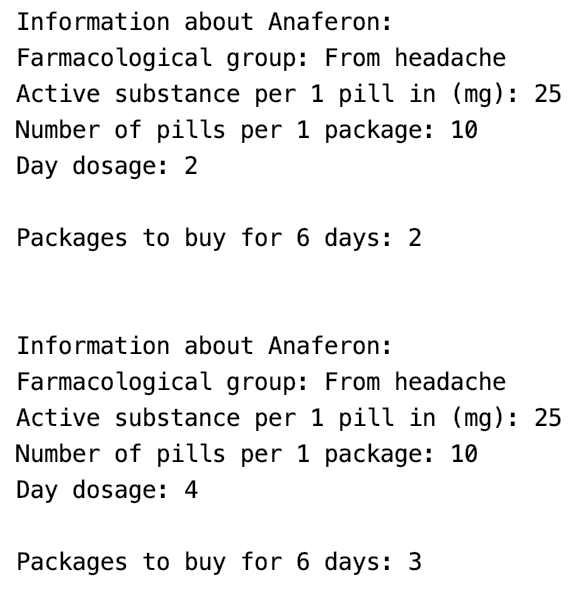 Information about Anaferon:
Farmacological group: From headache
Active substance per 1 pill in (mg): 25
Number of pills per 1 package: 10
Day dosage: 2
Packages to buy for 6 days: 2
Information about Anaferon:
Farmacological group: From headache
Active substance per 1 pill in (mg): 25
Number of pills per 1 package: 10
Day dosage: 4
Packages to buy for 6 days: 3